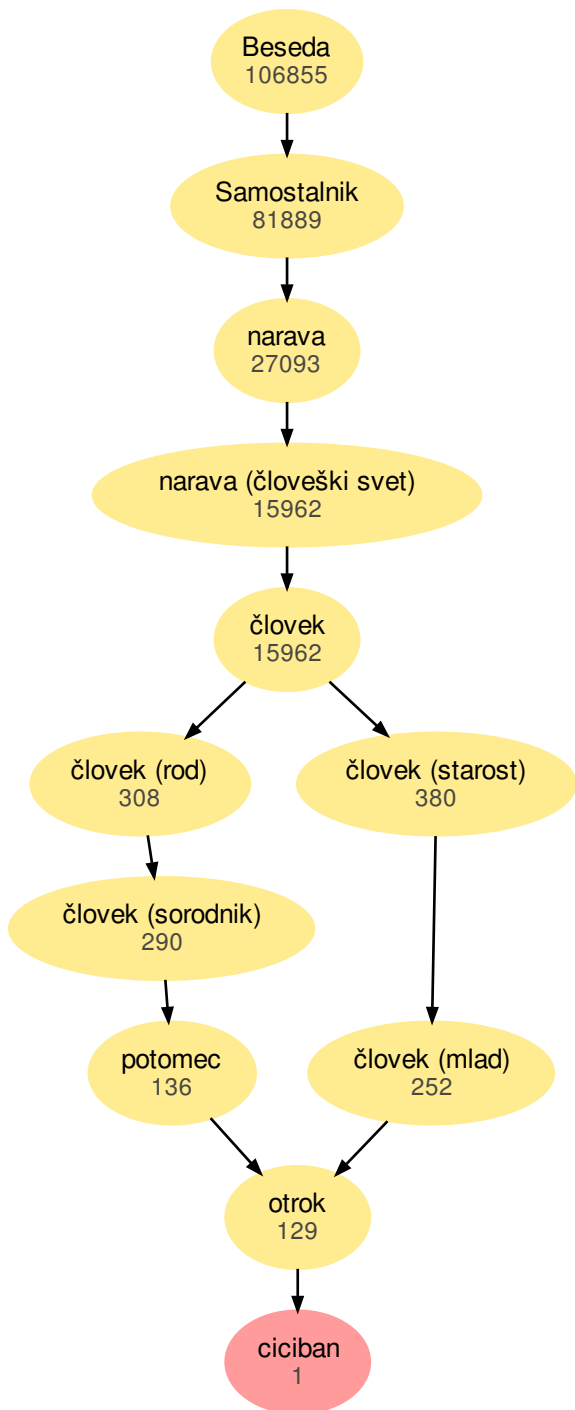 Beseda
106855
Samostalnik
81889
narava
27093
narava (človeški svet)
15962
človek
15962
človek (rod)
308
človek (starost)
380
človek (sorodnik)
290
potomec
136
človek (mlad)
252
otrok
129
ciciban
1